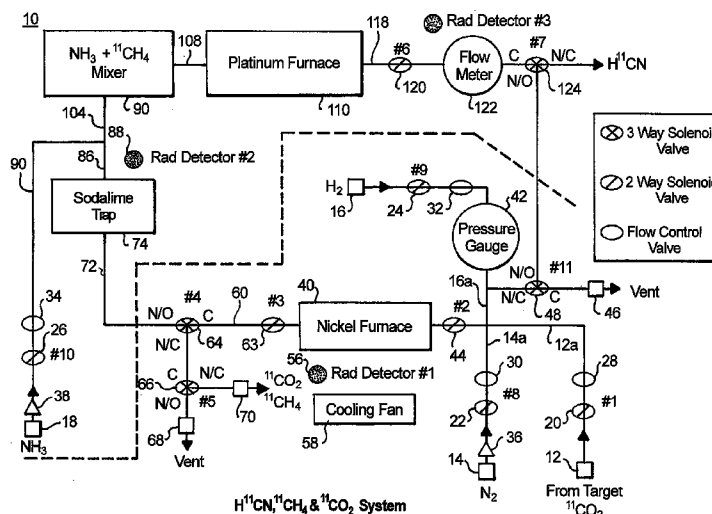 10
NH₃ + ¹¹CH₄
Mixer
90
108
Platinum Furnace
110
118
#6
120
Rad Detector #3
Flow
Meter
122
C
#7
N/C
N/O
124
H¹¹CN
104
88
86
Rad Detector #2
90
Sodalime
Trap
74
72
H₂
16
#9
24
32
42
Pressure
Gauge
16a
3 Way Solenoid
Valve
2 Way Solenoid
Valve
Flow Control
Valve
N/O
#11
N/C
C
48
46
Vent
34
26
#10
38
18
NH₃
N/O
#4
C
60
N/C
64
#3
63
40
Nickel Furnace
#2
44
14a
12a
C
66
N/C
N/O
#5
70
¹¹CO₂
¹¹CH₄
68
Vent
56
Rad Detector #1
Cooling Fan
58
30
22
#8
36
14
N₂
28
#1
20
12
From Target
¹¹CO₂
H¹¹CN, ¹¹CH₄ & ¹¹CO₂ System